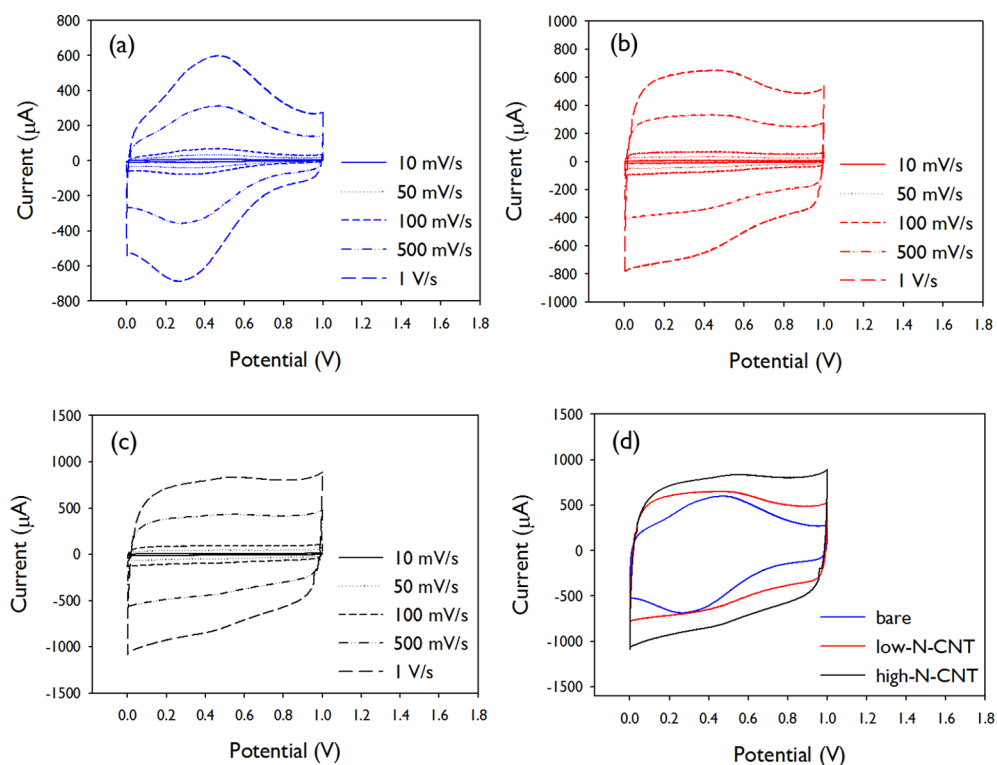 (a)
800
600
400
200
0
-200
-400
-600
-800
Current (μA)
10 mV/s
50 mV/s
100 mV/s
500 mV/s
1 V/s
0.0 0.2 0.4 0.6 0.8 1.0 1.2 1.4 1.6 1.8
Potential (V)
(b)
1000
800
600
400
200
0
-200
-400
-600
-800
-1000
Current (μA)
10 mV/s
50 mV/s
100 mV/s
500 mV/s
1 V/s
0.0 0.2 0.4 0.6 0.8 1.0 1.2 1.4 1.6 1.8
Potential (V)
(c)
1500
1000
500
0
-500
-1000
-1500
Current (μA)
10 mV/s
50 mV/s
100 mV/s
500 mV/s
1 V/s
0.0 0.2 0.4 0.6 0.8 1.0 1.2 1.4 1.6 1.8
Potential (V)
(d)
1500
1000
500
0
-500
-1000
-1500
Current (μA)
bare
low-N-CNT
high-N-CNT
0.0 0.2 0.4 0.6 0.8 1.0 1.2 1.4 1.6 1.8
Potential (V)